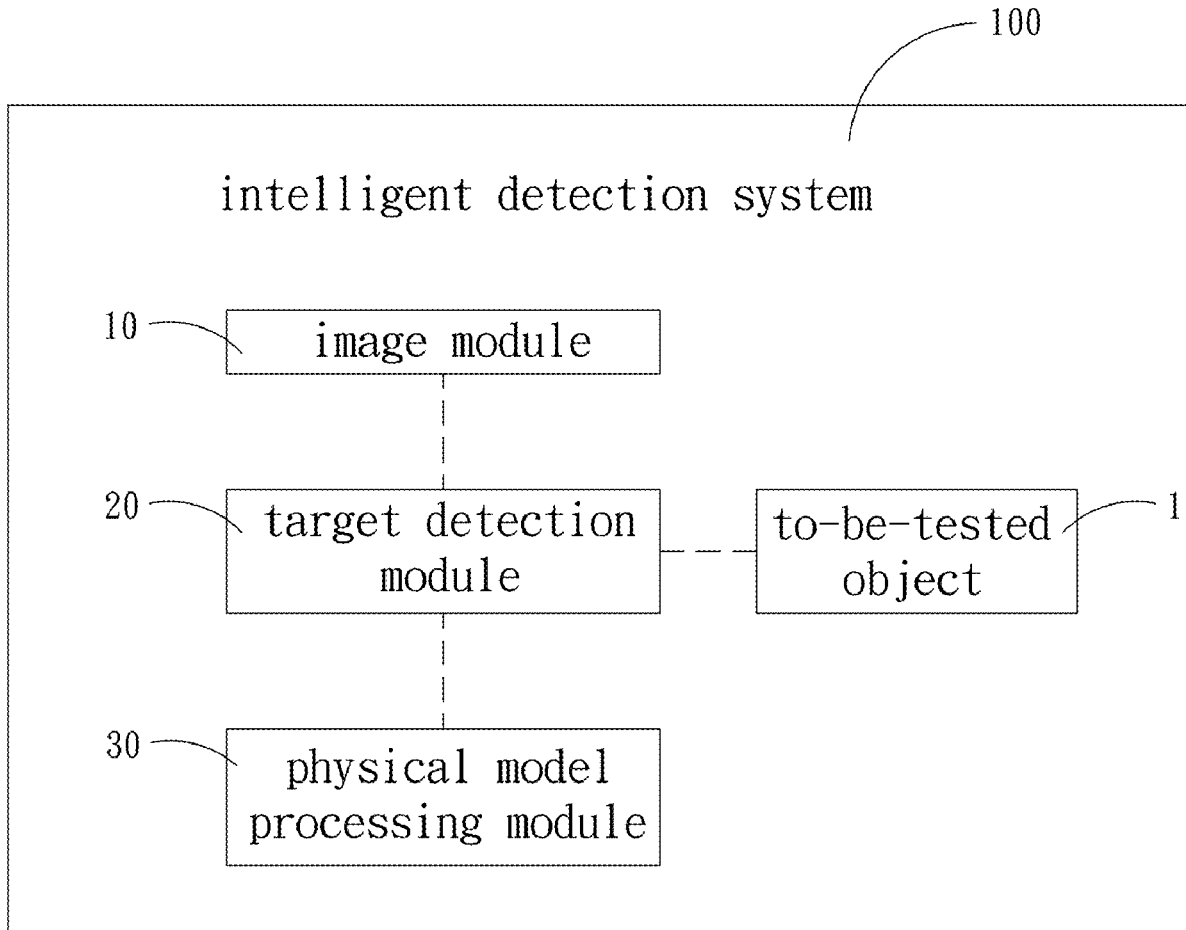 100
intelligent detection system
10
image module
20
target detection
module
to-be-tested
object
1
30
physical model
processing module